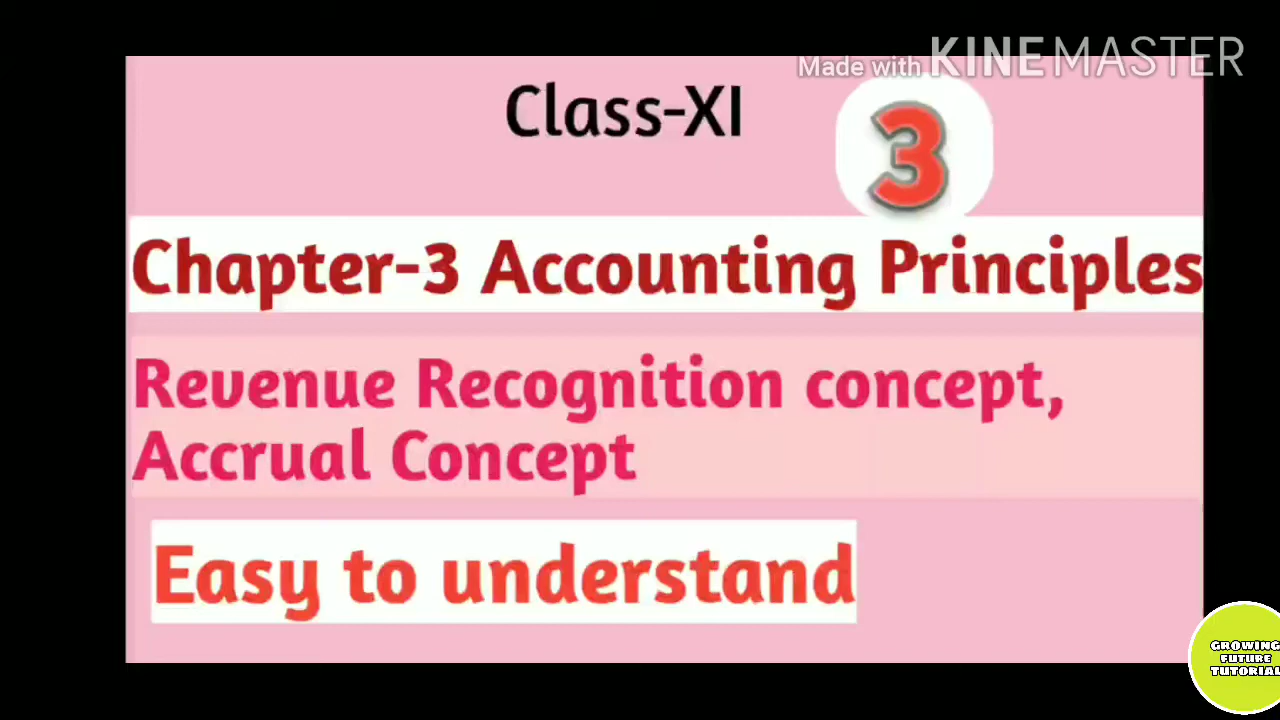 Made with KINEMASTER
Class-XI
3
Chapter-3 Accounting Principles
Revenue Recognition concept,
Accrual Concept
Easy to understand
GROWING
FUTURE
TUTORIAL